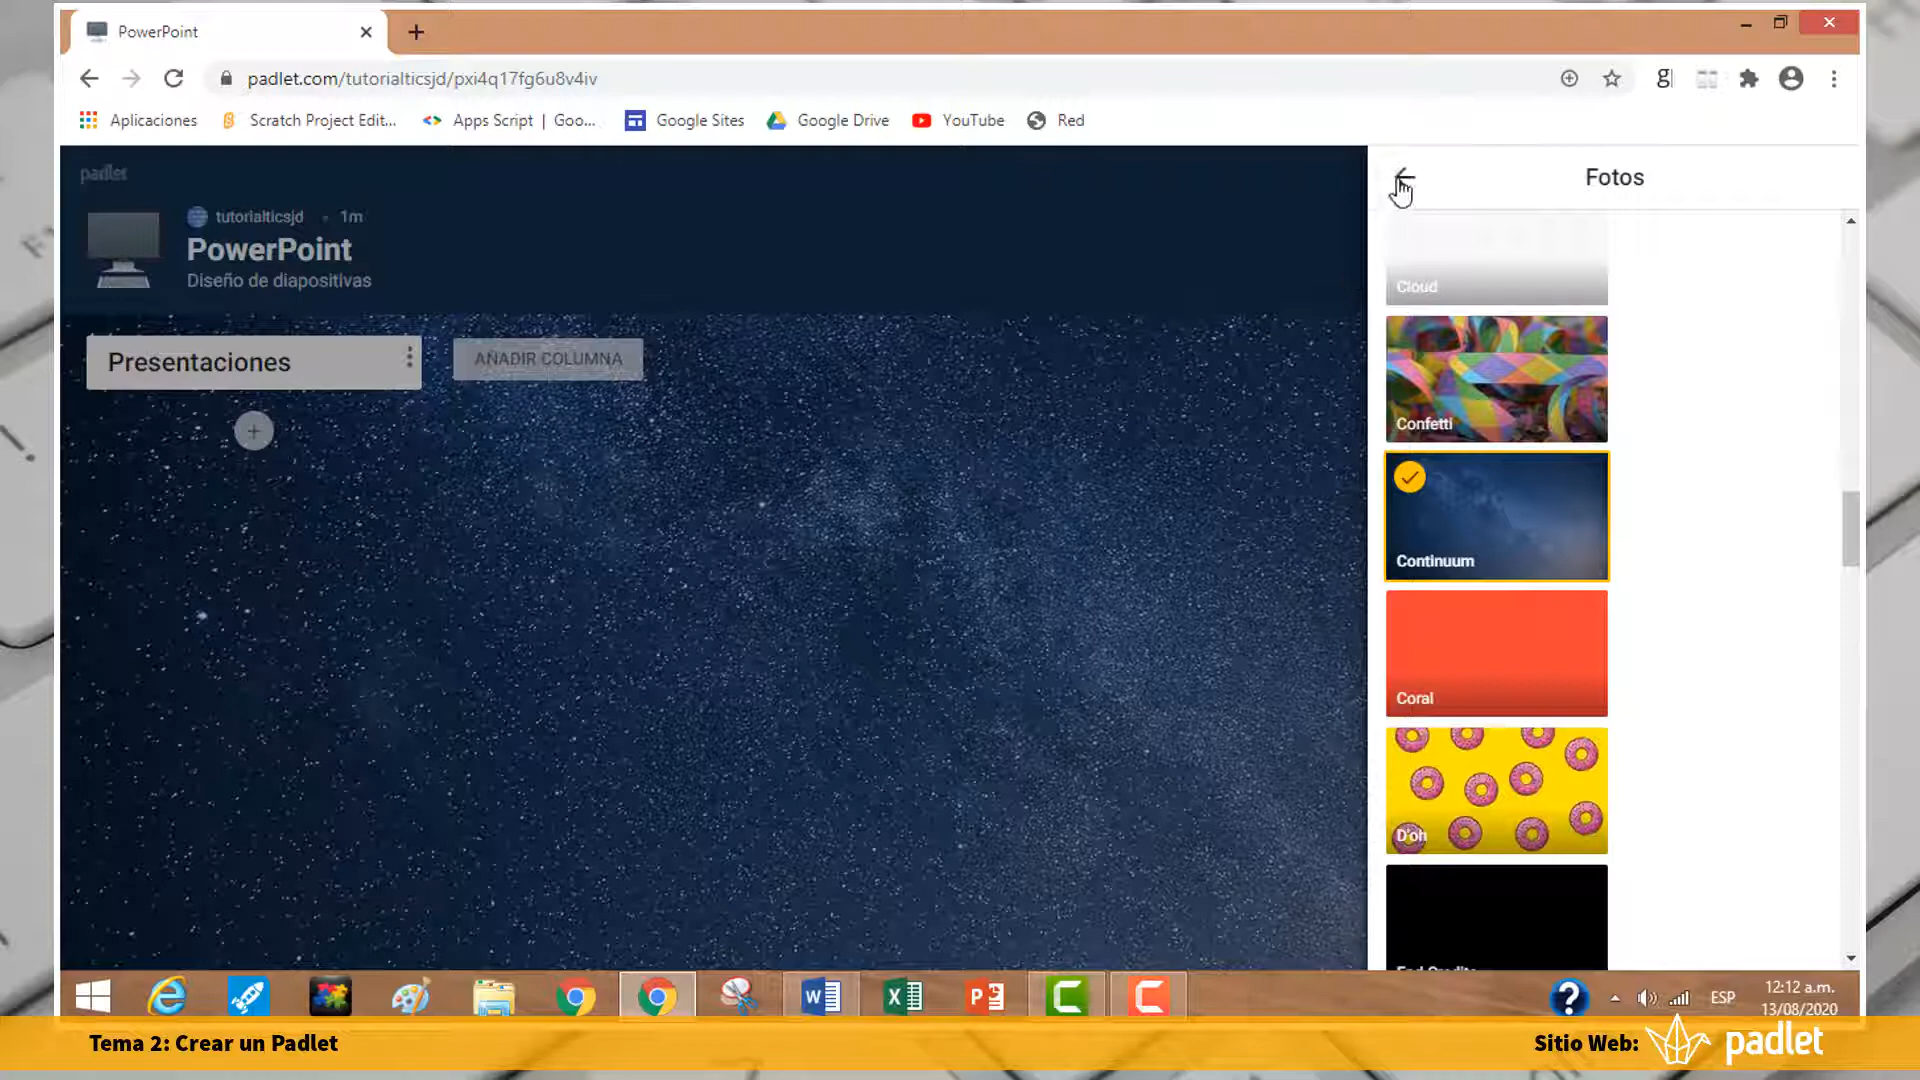 PowerPoint
padlet.com/tutorialticsjd/pxi4q17fg6u8v4iv
Aplicaciones
Scratch Project Edit...
Apps Script | Goo...
Google Sites
Google Drive
YouTube
Red
padlet
tutorialticsjd · 1m
PowerPoint
Diseño de diapositivas
Presentaciones
AÑADIR COLUMNA
Fotos
Cloud
Confetti
Continuum
Coral
D'oh
End Credits
ESP
12:12 a.m.
13/08/2020
Tema 2: Crear un Padlet
Sitio Web: padlet